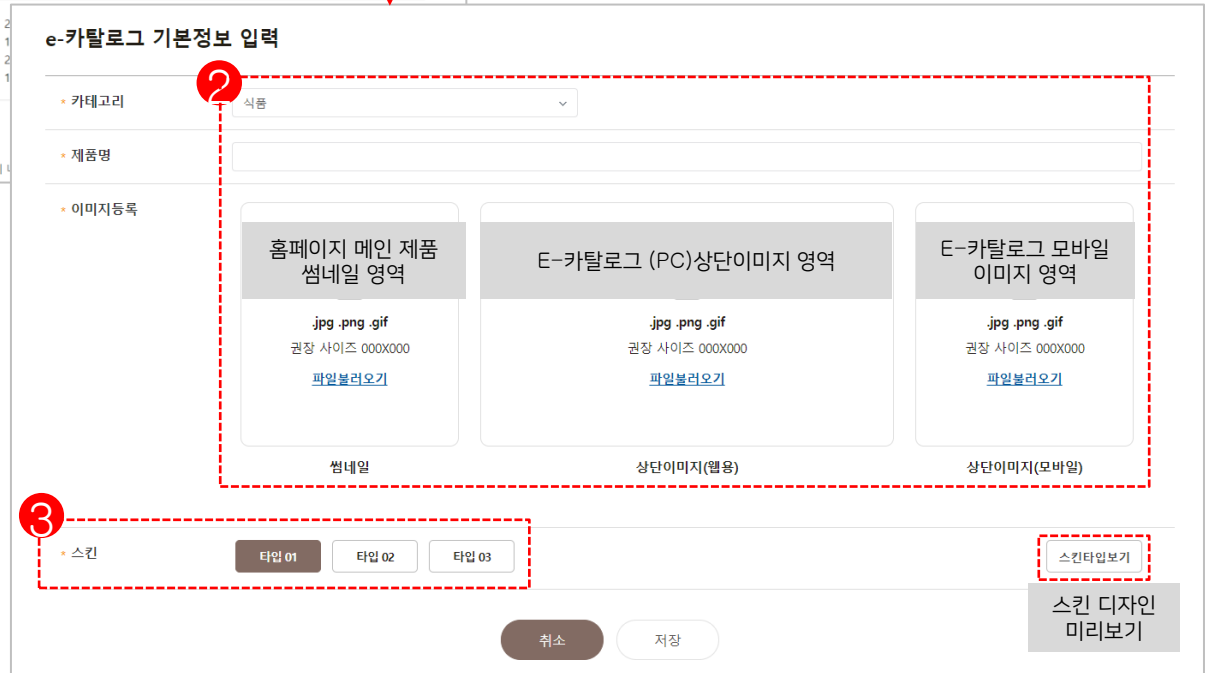 2
1
2
1
e-카탈로그 기본정보 입력
2
* 카테고리
식품
* 제품명
* 이미지등록
홈페이지 메인 제품
썸네일 영역
E-카탈로그 (PC)상단이미지 영역
E-카탈로그 모바일
이미지 영역
.jpg .png .gif
권장 사이즈 000X000
파일불러오기
.jpg .png .gif
권장 사이즈 000X000
파일불러오기
.jpg .png .gif
권장 사이즈 000X000
파일불러오기
썸네일
상단이미지(웹용)
상단이미지(모바일)
3
* 스킨
타입 01
타입 02
타입 03
스킨타입보기
스킨 디자인
미리보기
취소
저장